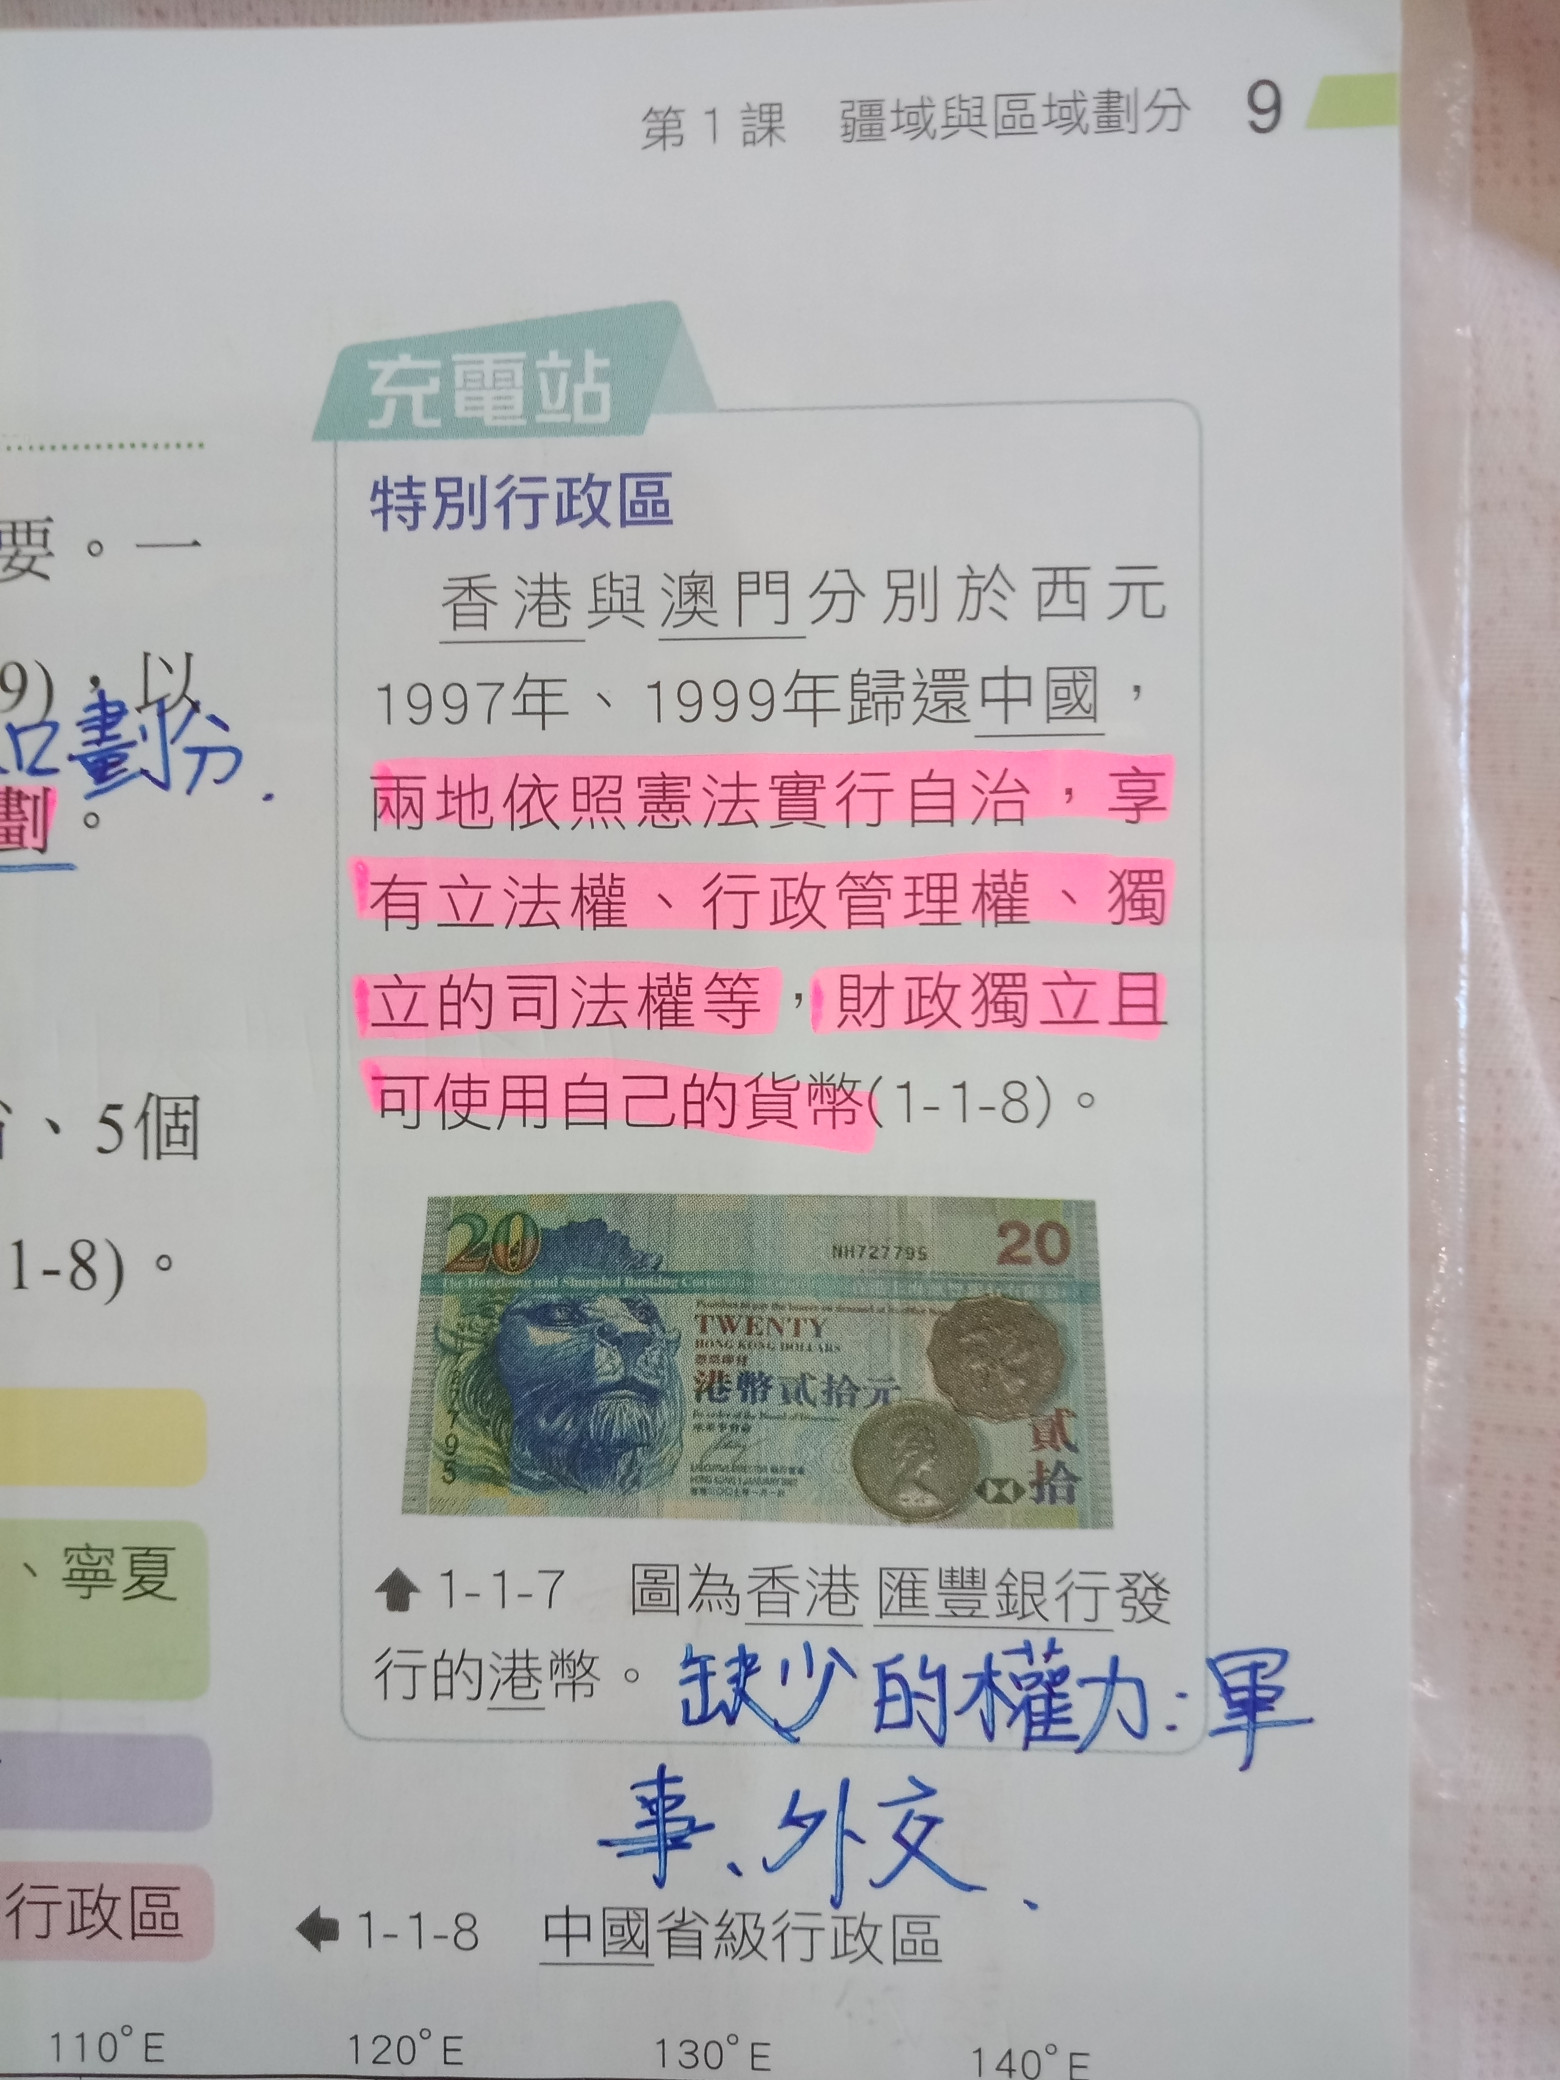 第1課 疆域與區域劃分 9
充電站
特別行政區
香港與澳門分別於西元
1997年、1999年歸還中國，
兩地依照憲法實行自治，享
有立法權、行政管理權、獨
立的司法權等，財政獨立且
可使用自己的貨幣(1-1-8)。
20
NH727795
20
TWENTY
HONG KONG DOLLARS
港幣貳拾元
貳
拾
1-1-7 圖為香港匯豐銀行發
行的港幣。
缺少的權力:軍
事、外交、
1-1-8 中國省級行政區
110°E 120°E 130°E 140°E
要。一
9)，以
劃份.
劃。
、5個
1-8)。
、寧夏
行政區